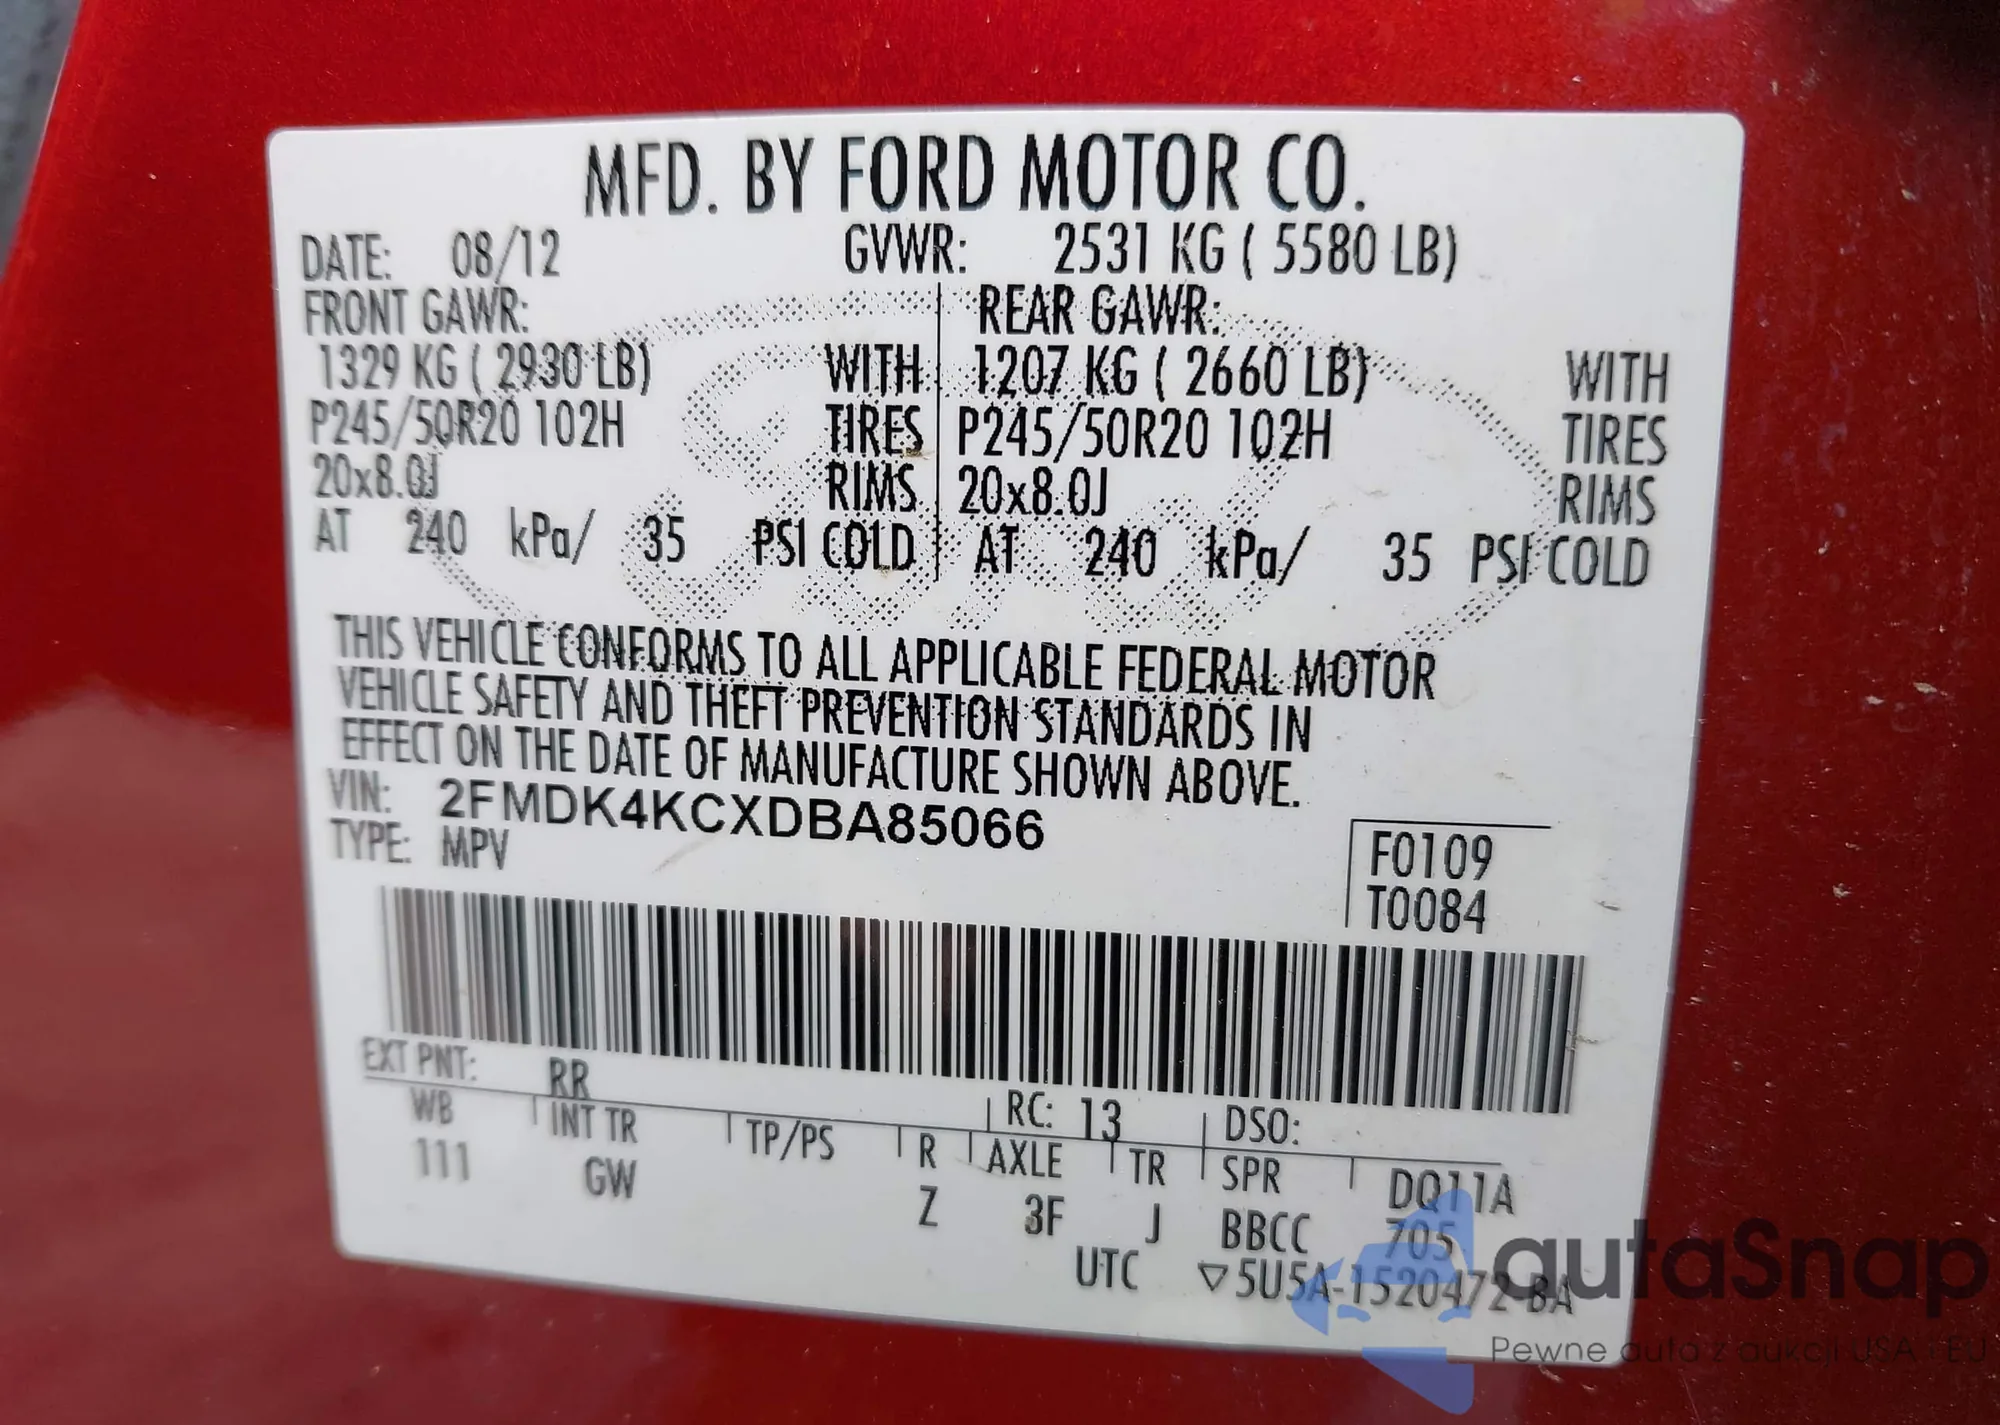 MFD. BY FORD MOTOR CO.
DATE: 08/12 GVWR: 2531 KG ( 5580 LB)
FRONT GAWR: REAR GAWR:
1329 KG ( 2930 LB) WITH 1207 KG ( 2660 LB) WITH
P245/50R20 102H TIRES P245/50R20 102H TIRES
20x8.0J RIMS 20x8.0J RIMS
AT 240 kPa/ 35 PSI COLD AT 240 kPa/ 35 PSI COLD
THIS VEHICLE CONFORMS TO ALL APPLICABLE FEDERAL MOTOR
VEHICLE SAFETY AND THEFT PREVENTION STANDARDS IN
EFFECT ON THE DATE OF MANUFACTURE SHOWN ABOVE.
VIN: 2FMDK4KCXDBA85066
TYPE: MPV
F0109
T0084
EXT PNT: RR RC: 13 DSO:
WB INT TR TP/PS R AXLE TR SPR DQ11A
111 GW Z 3F J BBCC 705
UTC ▽5U5A-1520472-BA
autaSnap
Pewne auta z aukcji USA i EU